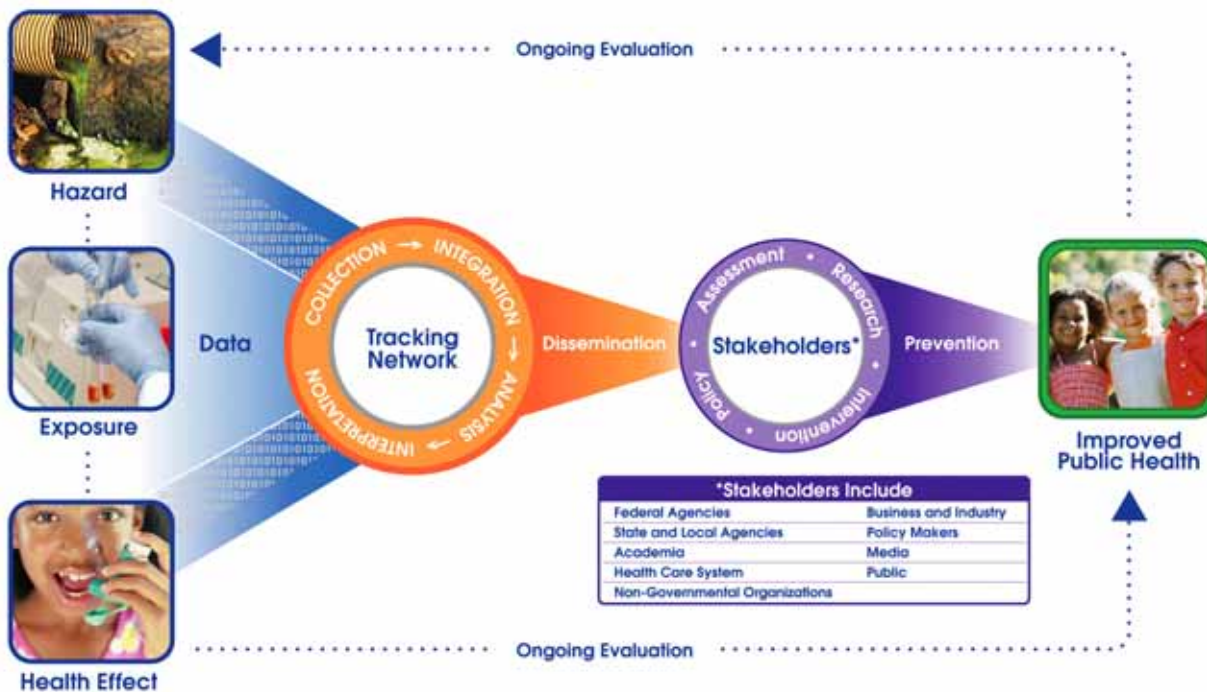 Ongoing Evaluation
Hazard
Exposure
Health Effect
Data
COLLECTION → INTEGRATION → ANALYSIS → INTERPRETATION
Tracking
Network
Dissemination
Assessment • Research • Intervention • Policy •
Stakeholders*
Prevention
Improved
Public Health
*Stakeholders Include
Federal Agencies Business and Industry
State and Local Agencies Policy Makers
Academia Media
Health Care System Public
Non-Governmental Organizations
Ongoing Evaluation